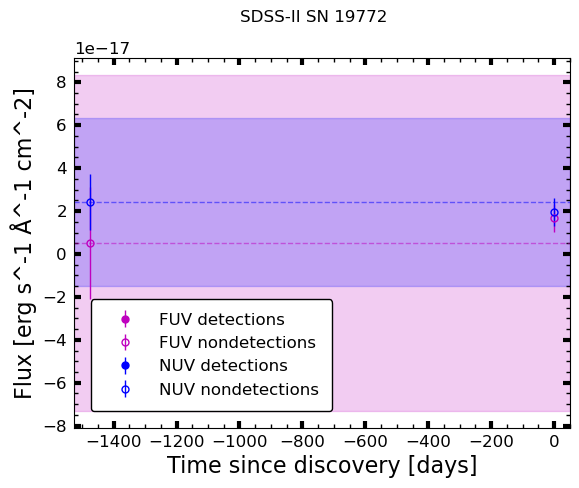 SDSS-II SN 19772
1e−17
8
6
4
2
0
−2
−4
−6
−8
Flux [erg s^-1 Å^-1 cm^-2]
FUV detections
FUV nondetections
NUV detections
NUV nondetections
−1400 −1200 −1000 −800 −600 −400 −200 0
Time since discovery [days]